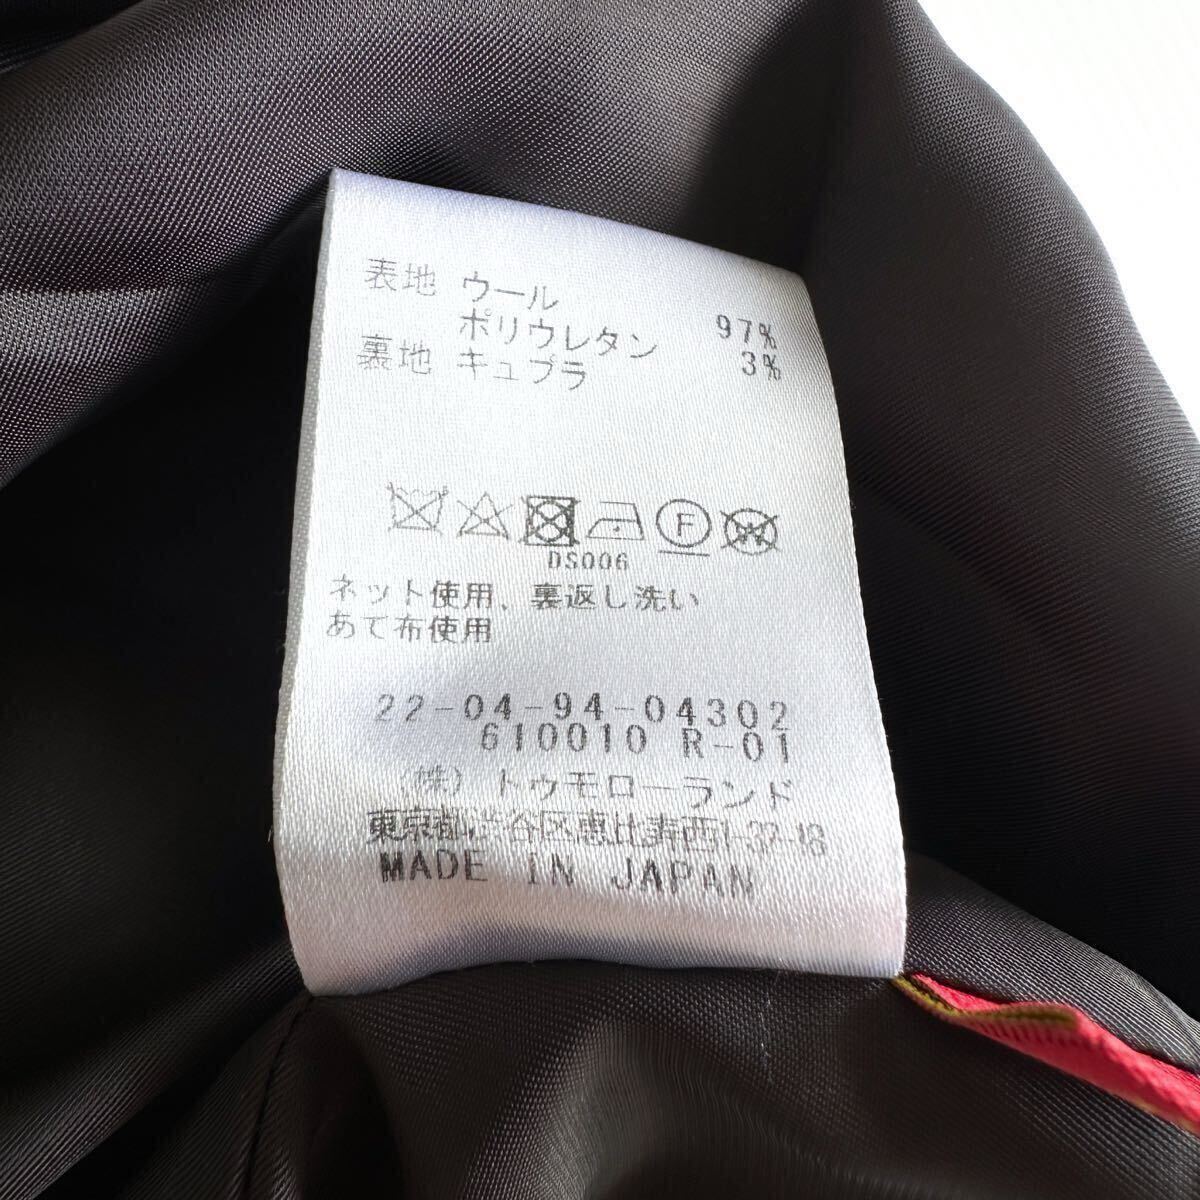 表地 ウール 97%
ポリウレタン 3%
裏地 キュプラ
F W
DS006
ネット使用、裏返し洗い
あて布使用
22-04-94-04302
610010 R-01
(株) トゥモローランド
東京都渋谷区恵比寿西1-37-18
MADE IN JAPAN